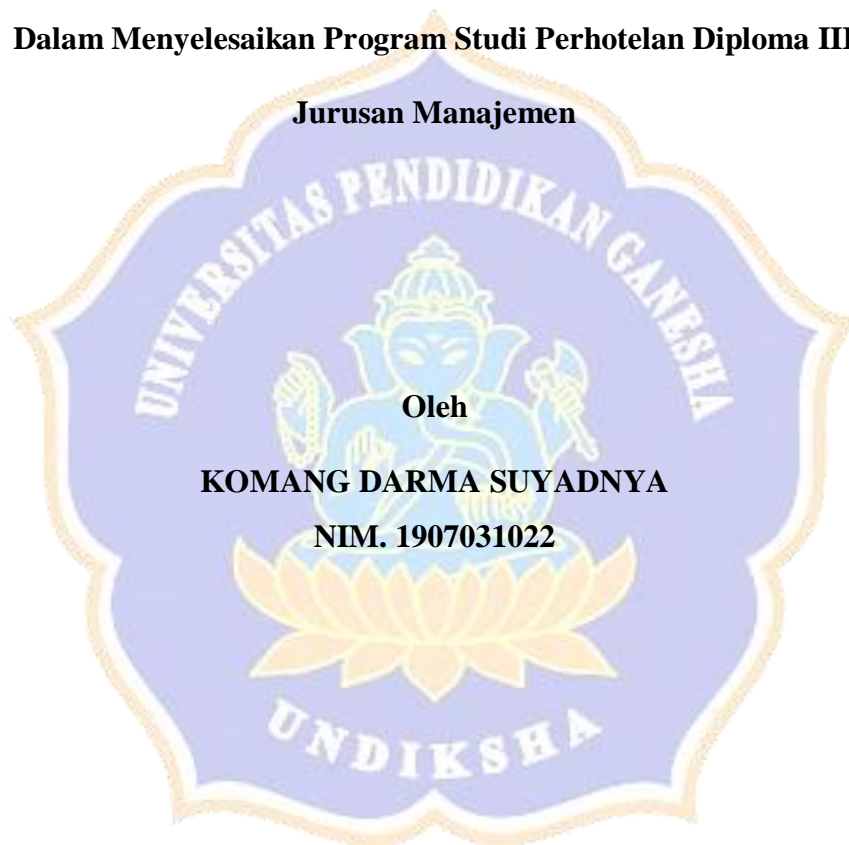 Dalam Menyelesaikan Program Studi Perhotelan Diploma III
Jurusan Manajemen
UNIVERSITAS PENDIDIKAN GANESHA
Oleh
KOMANG DARMA SUYADNYA
NIM. 1907031022
UNDIKSHA